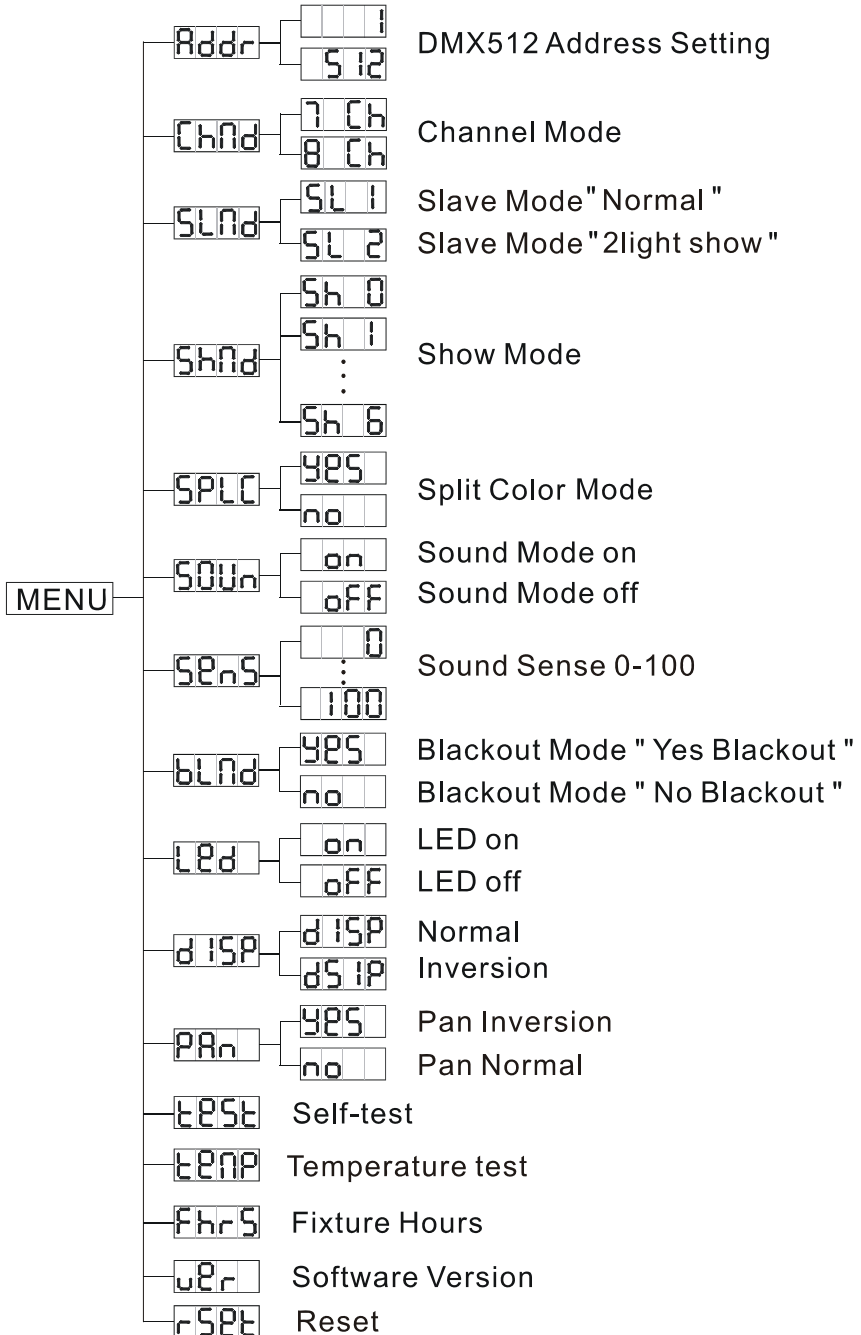 1
Addr
512
DMX512 Address Setting
7 Ch
ChMd
8 Ch
Channel Mode
SL 1
Slave Mode "Normal"
SLMd
SL 2
Slave Mode "2light show"
Sh 0
Sh 1
ShMd
Show Mode
Sh 6
yes
SPLC
Split Color Mode
no
on
Sound Mode on
SOUn
oFF
Sound Mode off
MENU
0
SenS
Sound Sense 0-100
100
yes
Blackout Mode " Yes Blackout "
bLMd
no
Blackout Mode " No Blackout "
on
LED on
Led
oFF
LED off
dISP
Normal
dISP
dSIP
Inversion
yes
Pan Inversion
PAn
no
Pan Normal
teSt
Self-test
teMP
Temperature test
FhrS
Fixture Hours
ver
Software Version
rSet
Reset